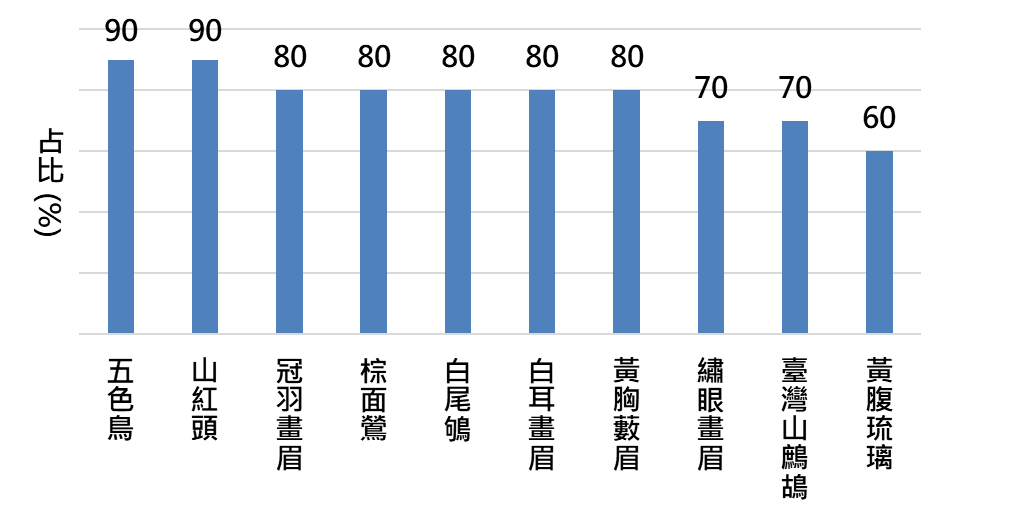 90
90
80
80
80
80
80
70
70
60
占比 (%)
五色鳥
山紅頭
冠羽畫眉
棕面鶯
白尾鴝
白耳畫眉
黃胸藪眉
繡眼畫眉
臺灣山鷓鴣
黃腹琉璃